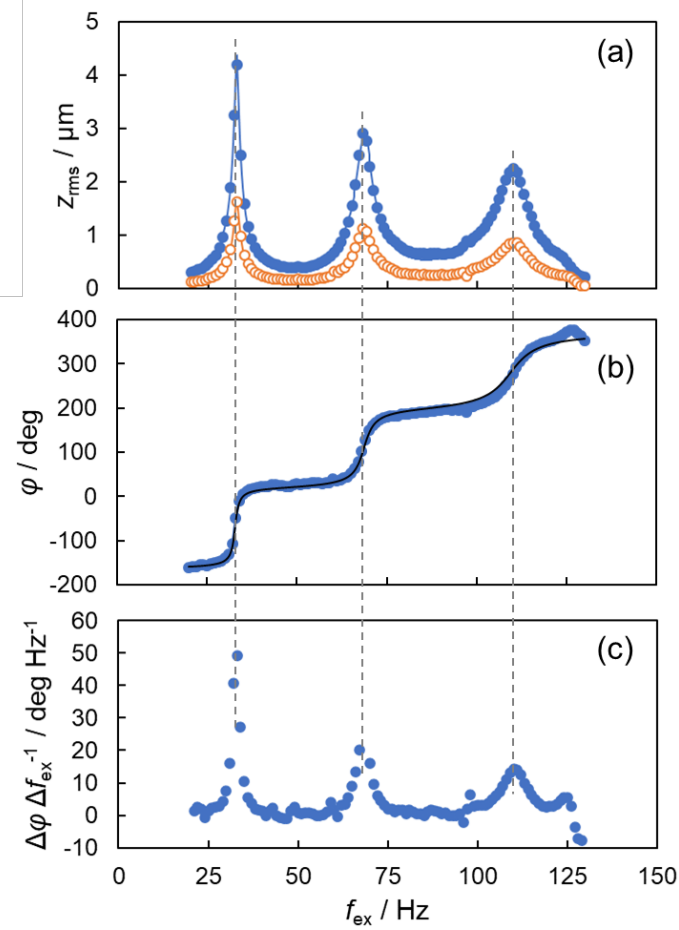 5
4
3
2
1
0
z_rms / µm
(a)
400
300
200
100
0
-100
-200
φ / deg
(b)
60
50
40
30
20
10
0
-10
Δφ Δf_ex⁻¹ / deg Hz⁻¹
(c)
0 25 50 75 100 125 150
f_ex / Hz